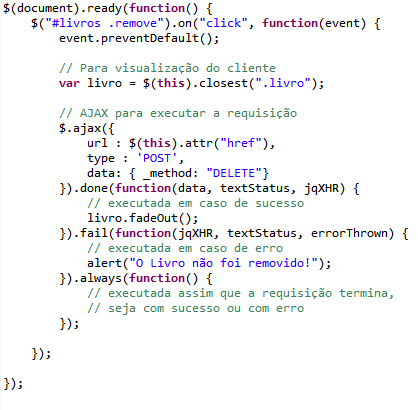 $(document).ready(function() {
    $("#livros .remove").on("click", function(event) {
        event.preventDefault();

        // Para visualização do cliente
        var livro = $(this).closest(".livro");

        // AJAX para executar a requisição
        $.ajax({
            url : $(this).attr("href"),
            type : 'POST',
            data: { _method: "DELETE"}
        }).done(function(data, textStatus, jqXHR) {
            // executada em caso de sucesso
            livro.fadeOut();
        }).fail(function(jqXHR, textStatus, errorThrown) {
            // executada em caso de erro
            alert("O Livro não foi removido!");
        }).always(function() {
            // executada assim que a requisição termina,
            // seja com sucesso ou com erro
        });

    });

});